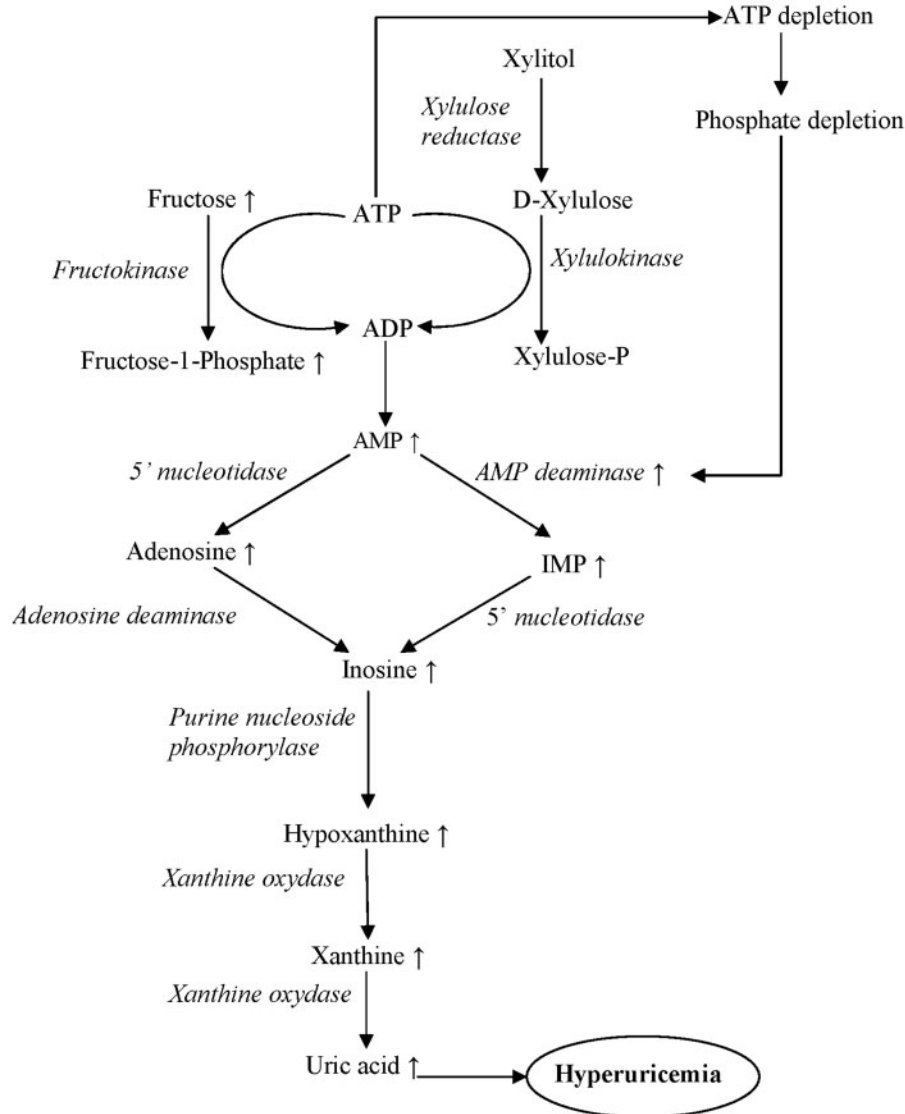 ATP depletion
Xylitol
Xylulose
reductase
Phosphate depletion
Fructose ↑
ATP
D-Xylulose
Fructokinase
Xylulokinase
ADP
Fructose-1-Phosphate ↑
Xylulose-P
AMP ↑
5’ nucleotidase
AMP deaminase ↑
Adenosine ↑
IMP ↑
Adenosine deaminase
5’ nucleotidase
Inosine ↑
Purine nucleoside
phosphorylase
Hypoxanthine ↑
Xanthine oxydase
Xanthine ↑
Xanthine oxydase
Uric acid ↑
Hyperuricemia